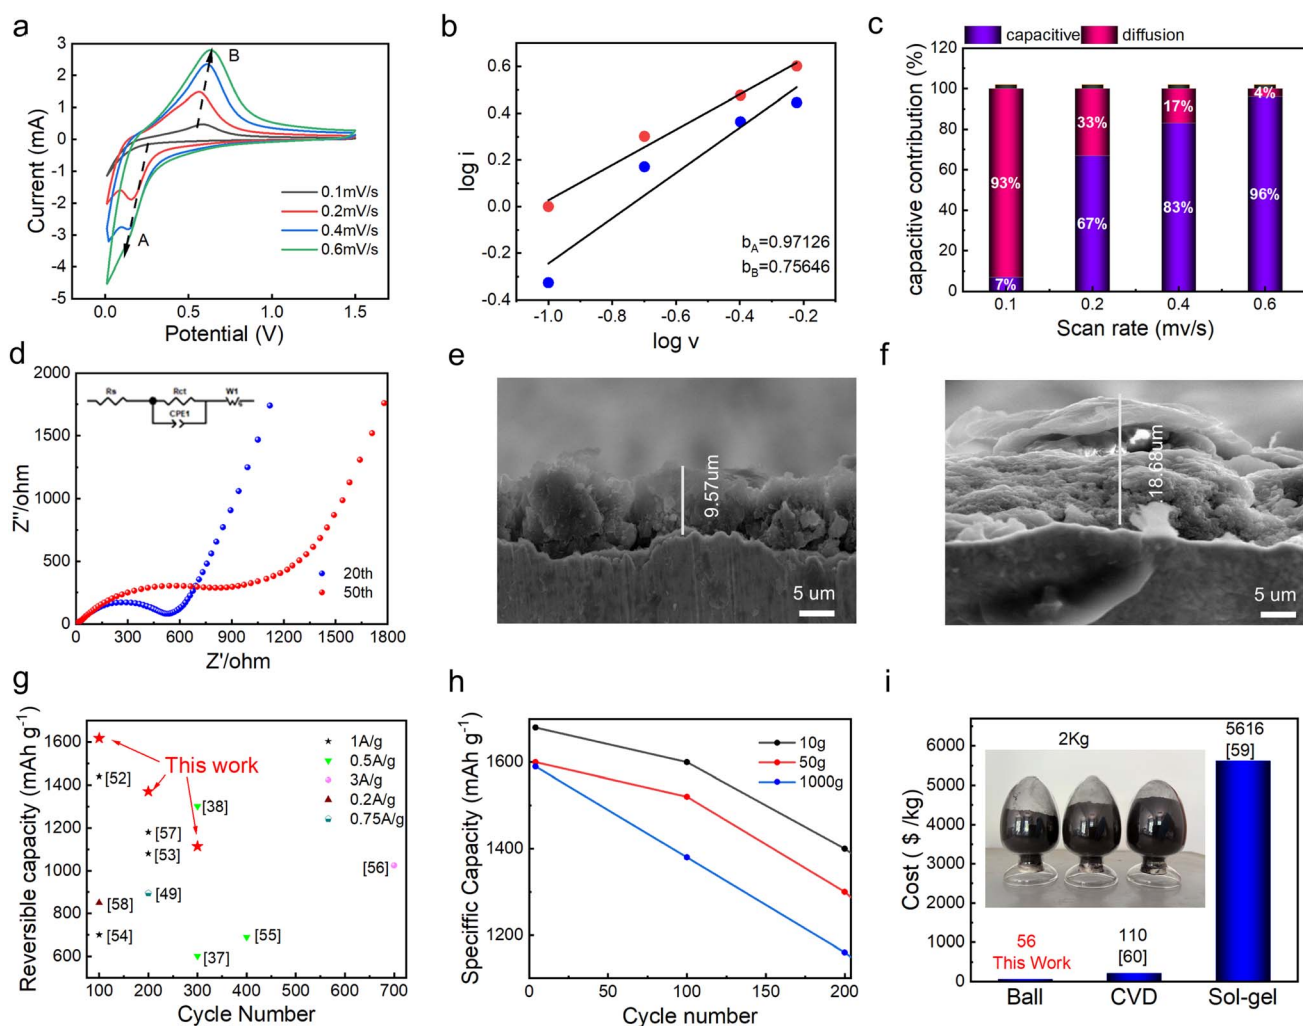 a
3
2
1
0
-1
-2
-3
-4
-5
0.0
0.5
1.0
1.5
Current (mA)
Potential (V)
B
A
0.1mV/s
0.2mV/s
0.4mV/s
0.6mV/s
b
0.6
0.4
0.2
0.0
-0.2
-0.4
-1.0
-0.8
-0.6
-0.4
-0.2
log i
log v
bA=0.97126
bB=0.75646
c
capacitive
diffusion
120
100
80
60
40
20
0
capacitive contribution (%)
93%
7%
33%
67%
17%
83%
4%
96%
0.1
0.2
0.4
0.6
Scan rate (mv/s)
d
2000
1750
1500
1250
1000
750
500
250
0
0
300
600
900
1200
1500
1800
Z''/ohm
Z'/ohm
Rs
Rct
W1
CPE1
20th
50th
e
9.57um
5 um
f
18.68um
5 um
g
1600
1400
1200
1000
800
600
100
200
300
400
500
600
700
Reversible capacity (mAh g-1)
Cycle Number
This work
[52]
[38]
[57]
[53]
[56]
[49]
[58]
[54]
[55]
[37]
1A/g
0.5A/g
3A/g
0.2A/g
0.75A/g
h
1600
1400
1200
0
50
100
150
200
Speciffic Capacity (mAh g-1)
Cycle number
10g
50g
1000g
i
6000
5000
4000
3000
2000
1000
0
Cost ( $ /kg)
2Kg
5616
[59]
56
This Work
110
[60]
Ball
CVD
Sol-gel